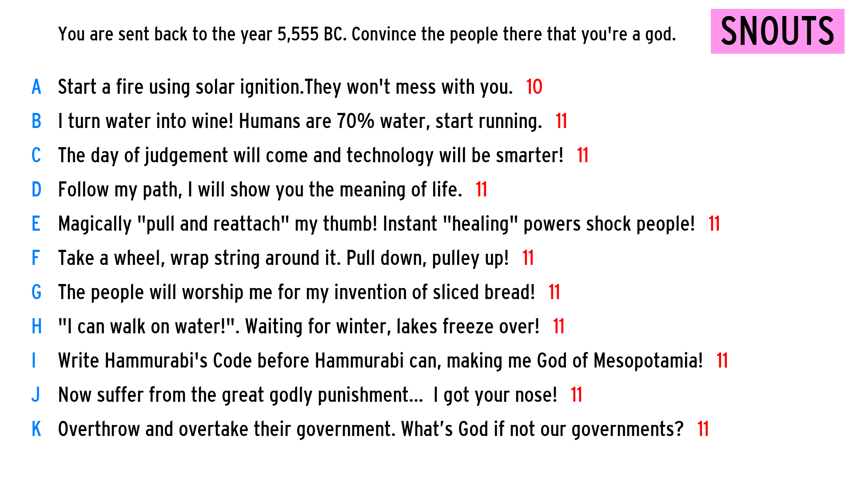 You are sent back to the year 5,555 BC. Convince the people there that you're a god.
SNOUTS
A Start a fire using solar ignition.They won't mess with you. 10
B I turn water into wine! Humans are 70% water, start running. 11
C The day of judgement will come and technology will be smarter! 11
D Follow my path, I will show you the meaning of life. 11
E Magically "pull and reattach" my thumb! Instant "healing" powers shock people! 11
F Take a wheel, wrap string around it. Pull down, pulley up! 11
G The people will worship me for my invention of sliced bread! 11
H "I can walk on water!". Waiting for winter, lakes freeze over! 11
I Write Hammurabi's Code before Hammurabi can, making me God of Mesopotamia! 11
J Now suffer from the great godly punishment... I got your nose! 11
K Overthrow and overtake their government. What’s God if not our governments? 11